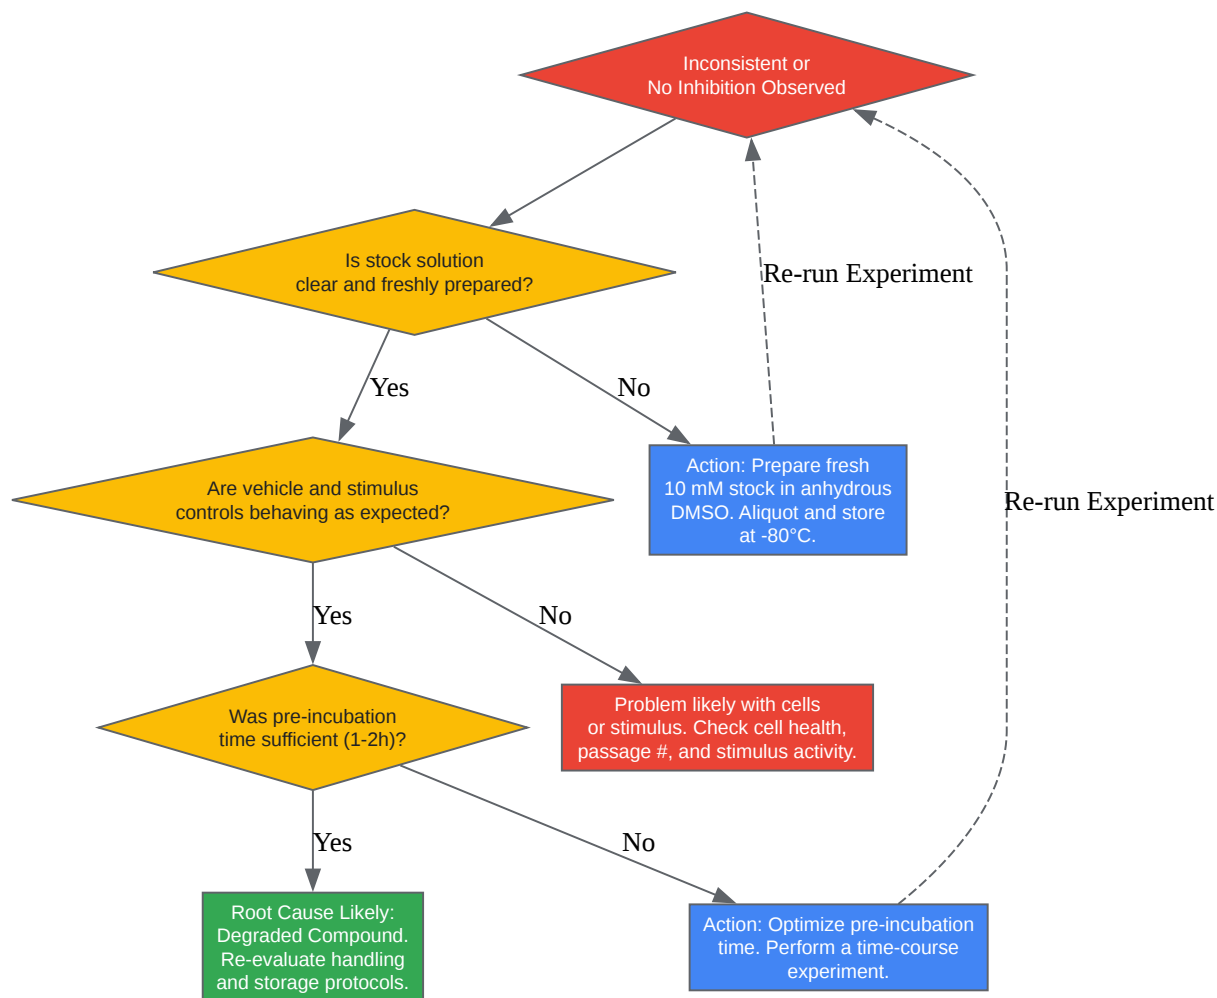 Inconsistent or
No Inhibition Observed
Is stock solution
clear and freshly prepared?
Re-run Experiment
Yes
No
Action: Prepare fresh
10 mM stock in anhydrous
DMSO. Aliquot and store
at -80°C.
Are vehicle and stimulus
controls behaving as expected?
Re-run Experiment
Yes
No
Problem likely with cells
or stimulus. Check cell health,
passage #, and stimulus activity.
Was pre-incubation
time sufficient (1-2h)?
Yes
No
Root Cause Likely:
Degraded Compound.
Re-evaluate handling
and storage protocols.
Action: Optimize pre-incubation
time. Perform a time-course
experiment.